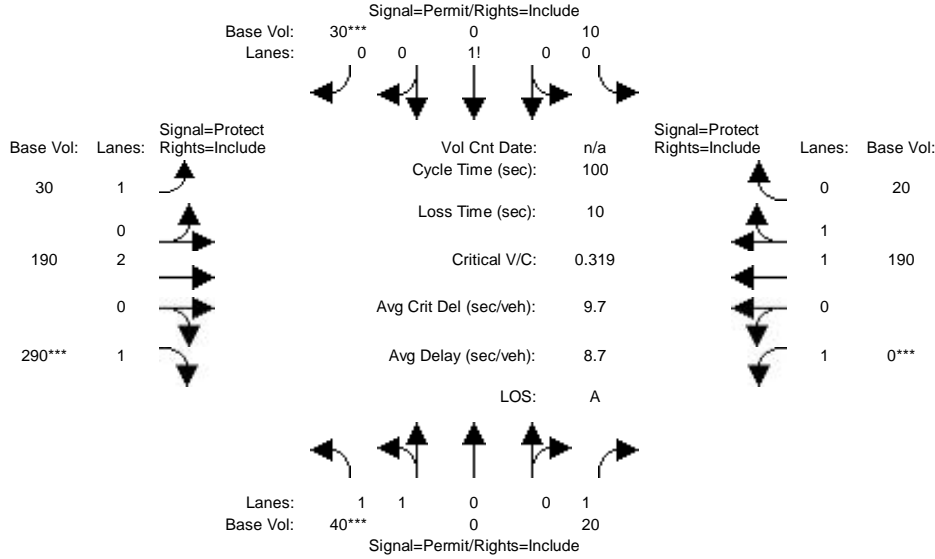 Signal=Permit/Rights=Include
Base Vol: 30*** 0 10
Lanes: 0 0 1! 0 0
Signal=Protect Signal=Protect
Base Vol: Lanes: Rights=Include Vol Cnt Date: n/a Rights=Include Lanes: Base Vol:
Cycle Time (sec): 100
30 1 0 20
Loss Time (sec): 10
0 1
190 2 Critical V/C: 0.319 1 190
0 Avg Crit Del (sec/veh): 9.7 0
290*** 1 Avg Delay (sec/veh): 8.7 1 0***
LOS: A
Lanes: 1 1 0 0 1
Base Vol: 40*** 0 20
Signal=Permit/Rights=Include